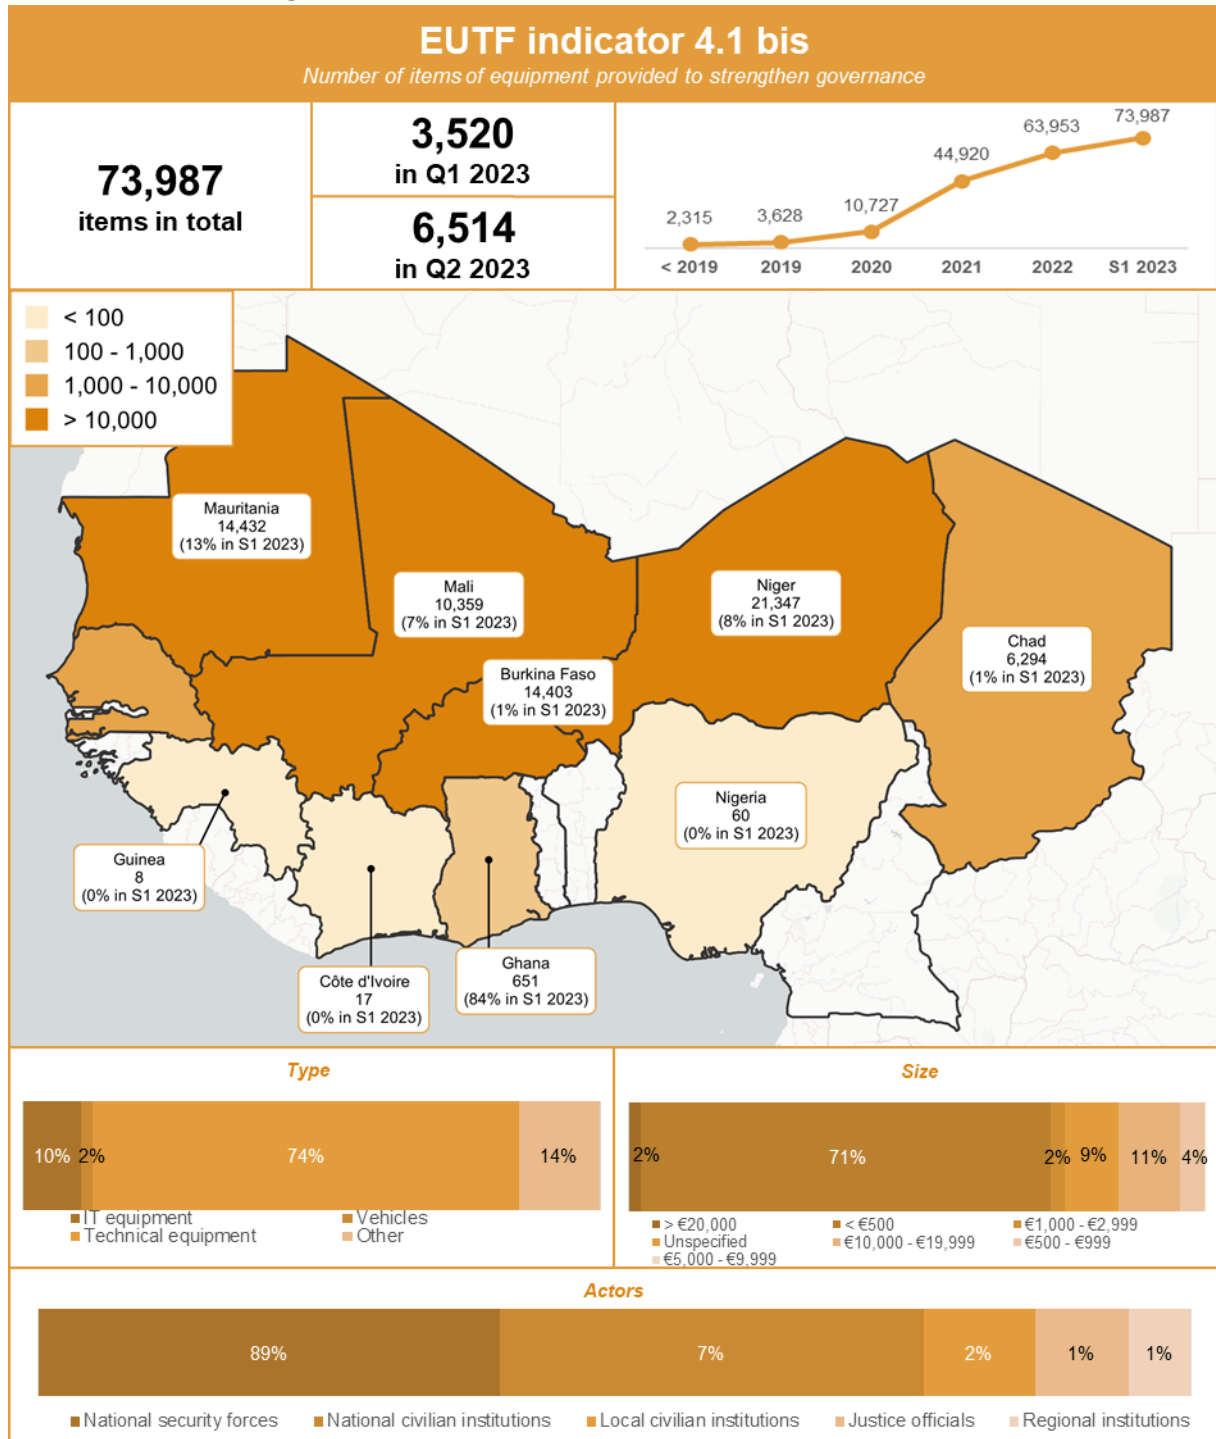 EUTF indicator 4.1 bis
Number of items of equipment provided to strengthen governance
73,987
items in total
3,520
in Q1 2023
6,514
in Q2 2023
2,315
3,628
10,727
44,920
63,953
73,987
< 2019
2019
2020
2021
2022
S1 2023
< 100
100 - 1,000
1,000 - 10,000
> 10,000
Mauritania
14,432
(13% in S1 2023)
Mali
10,359
(7% in S1 2023)
Niger
21,347
(8% in S1 2023)
Chad
6,294
(1% in S1 2023)
Burkina Faso
14,403
(1% in S1 2023)
Nigeria
60
(0% in S1 2023)
Guinea
8
(0% in S1 2023)
Côte d'Ivoire
17
(0% in S1 2023)
Ghana
651
(84% in S1 2023)
Type
10% 2% 74% 14%
IT equipment Vehicles
Technical equipment Other
Size
2% 71% 2% 9% 11% 4%
> €20,000 < €500 €1,000 - €2,999
Unspecified €10,000 - €19,999 €500 - €999
€5,000 - €9,999
Actors
89% 7% 2% 1% 1%
National security forces National civilian institutions Local civilian institutions Justice officials Regional institutions